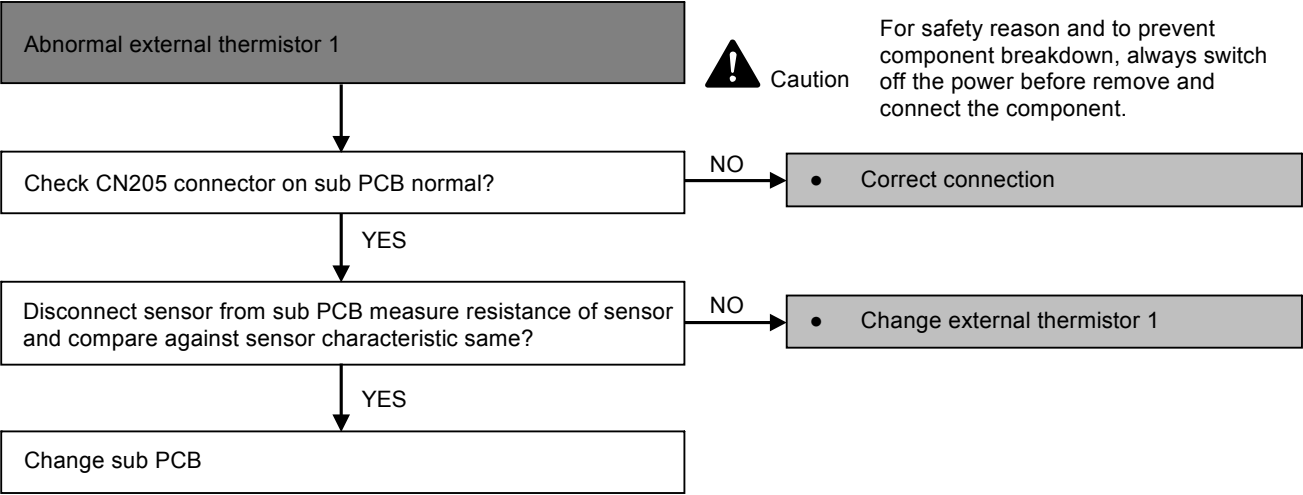 Abnormal external thermistor 1
Caution
For safety reason and to prevent
component breakdown, always switch
off the power before remove and
connect the component.
Check CN205 connector on sub PCB normal?
NO
● Correct connection
YES
Disconnect sensor from sub PCB measure resistance of sensor
and compare against sensor characteristic same?
NO
● Change external thermistor 1
YES
Change sub PCB